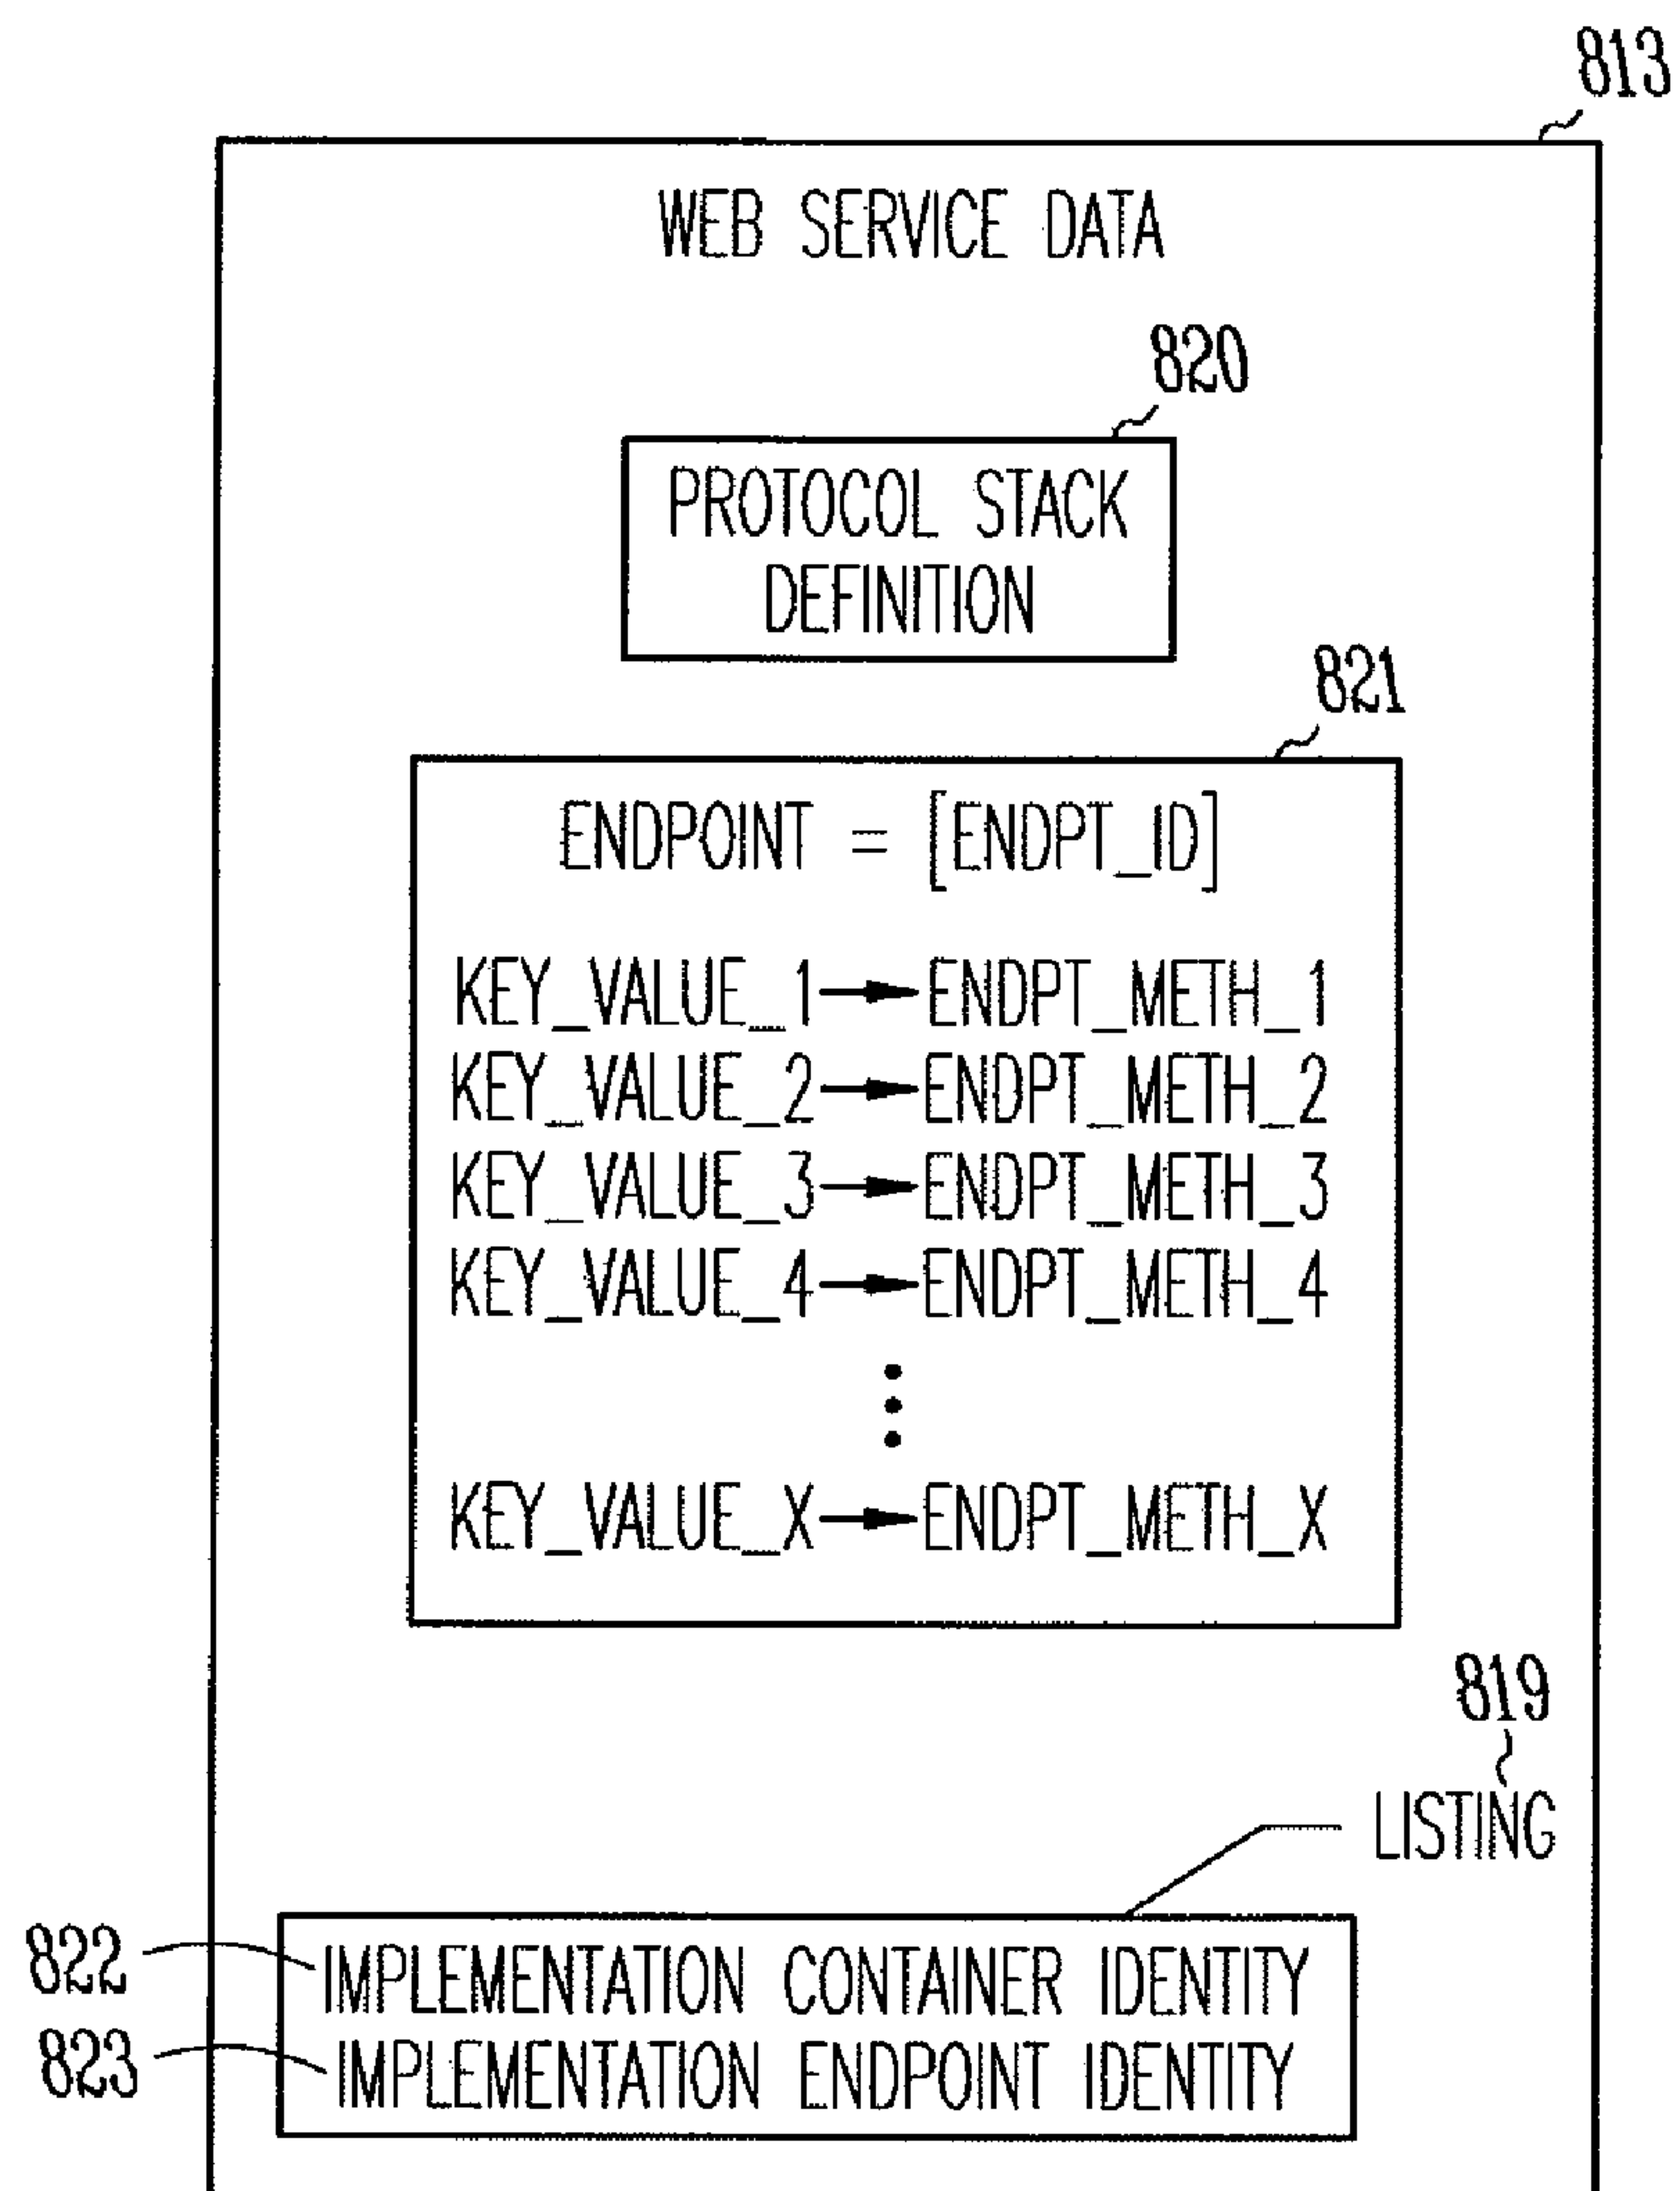 813
WEB SERVICE DATA
820
PROTOCOL STACK
DEFINITION
821
ENDPOINT = [ENDPT_ID]
KEY_VALUE_1 → ENDPT_METH_1
KEY_VALUE_2 → ENDPT_METH_2
KEY_VALUE_3 → ENDPT_METH_3
KEY_VALUE_4 → ENDPT_METH_4
KEY_VALUE_X → ENDPT_METH_X
819
LISTING
822 IMPLEMENTATION CONTAINER IDENTITY
823 IMPLEMENTATION ENDPOINT IDENTITY